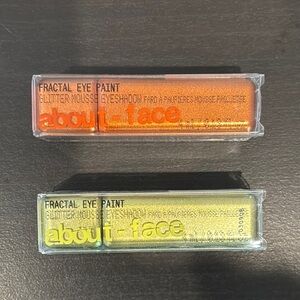 FRACTAL EYE PAINT
GLITTER MOUSSE EYESHADOW FARD À PAUPIÈRES MOUSSE PAILLETÉE
about-face
FRACTAL EYE PAINT
GLITTER MOUSSE EYESHADOW FARD À PAUPIÈRES MOUSSE PAILLETÉE
about-face